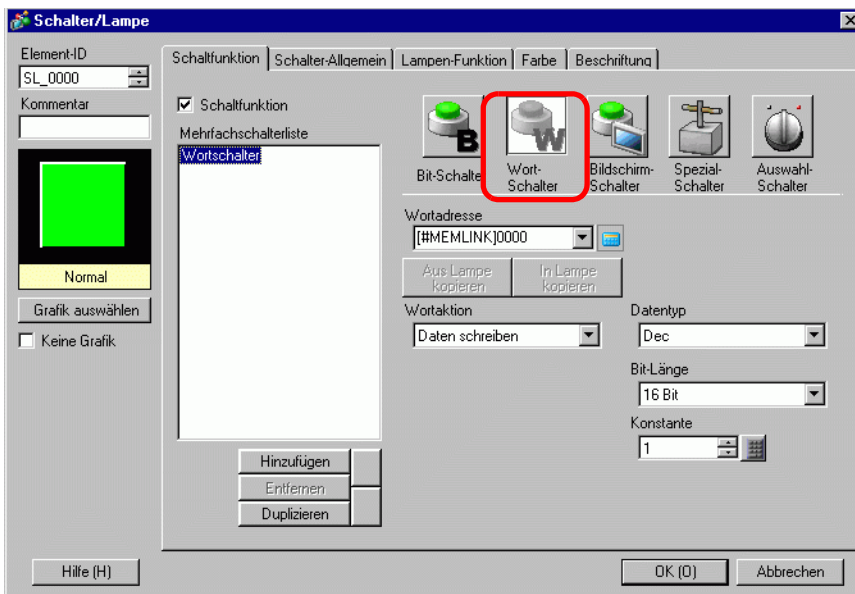 Schalter/Lampe
Element-ID
SL_0000
Kommentar
Normal
Grafik auswählen
Keine Grafik
Schaltfunktion
Schalter-Allgemein
Lampen-Funktion
Farbe
Beschriftung
Schaltfunktion
Mehrfachschalterliste
Wortschalter
Hinzufügen
Entfernen
Duplizieren
B
Bit-Schalte
W
Wort-
Schalter
Bildschirm-
Schalter
Spezial-
Schalter
Auswahl-
Schalter
Wortadresse
[#MEMLINK]0000
Aus Lampe
kopieren
In Lampe
kopieren
Wortaktion
Daten schreiben
Datentyp
Dec
Bit-Länge
16 Bit
Konstante
1
Hilfe (H)
OK (O)
Abbrechen